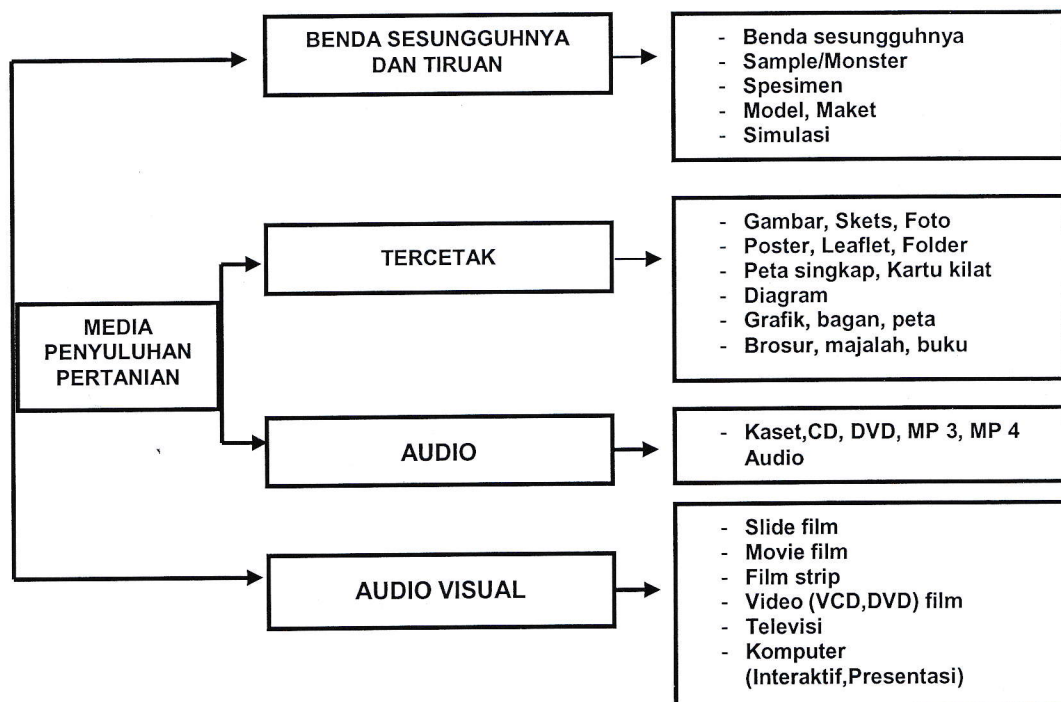 BENDA SESUNGGUHNYA
DAN TIRUAN
- Benda sesungguhnya
- Sample/Monster
- Spesimen
- Model, Maket
- Simulasi
MEDIA
PENYULUHAN
PERTANIAN
TERCETAK
- Gambar, Skets, Foto
- Poster, Leaflet, Folder
- Peta singkap, Kartu kilat
- Diagram
- Grafik, bagan, peta
- Brosur, majalah, buku
AUDIO
- Kaset,CD, DVD, MP 3, MP 4
Audio
AUDIO VISUAL
- Slide film
- Movie film
- Film strip
- Video (VCD,DVD) film
- Televisi
- Komputer
(Interaktif,Presentasi)